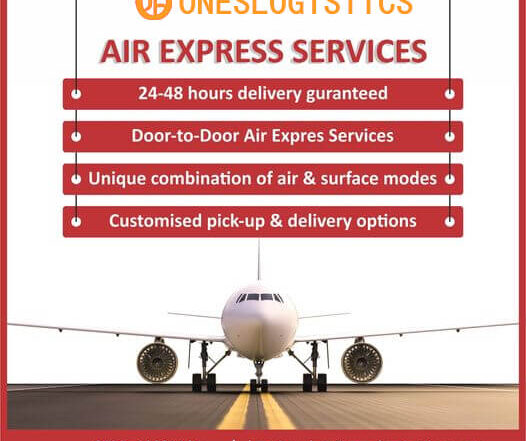 ONESLOGISTICS
AIR EXPRESS SERVICES
24-48 hours delivery guranteed
Door-to-Door Air Expres Services
Unique combination of air & surface modes
Customised pick-up & delivery options